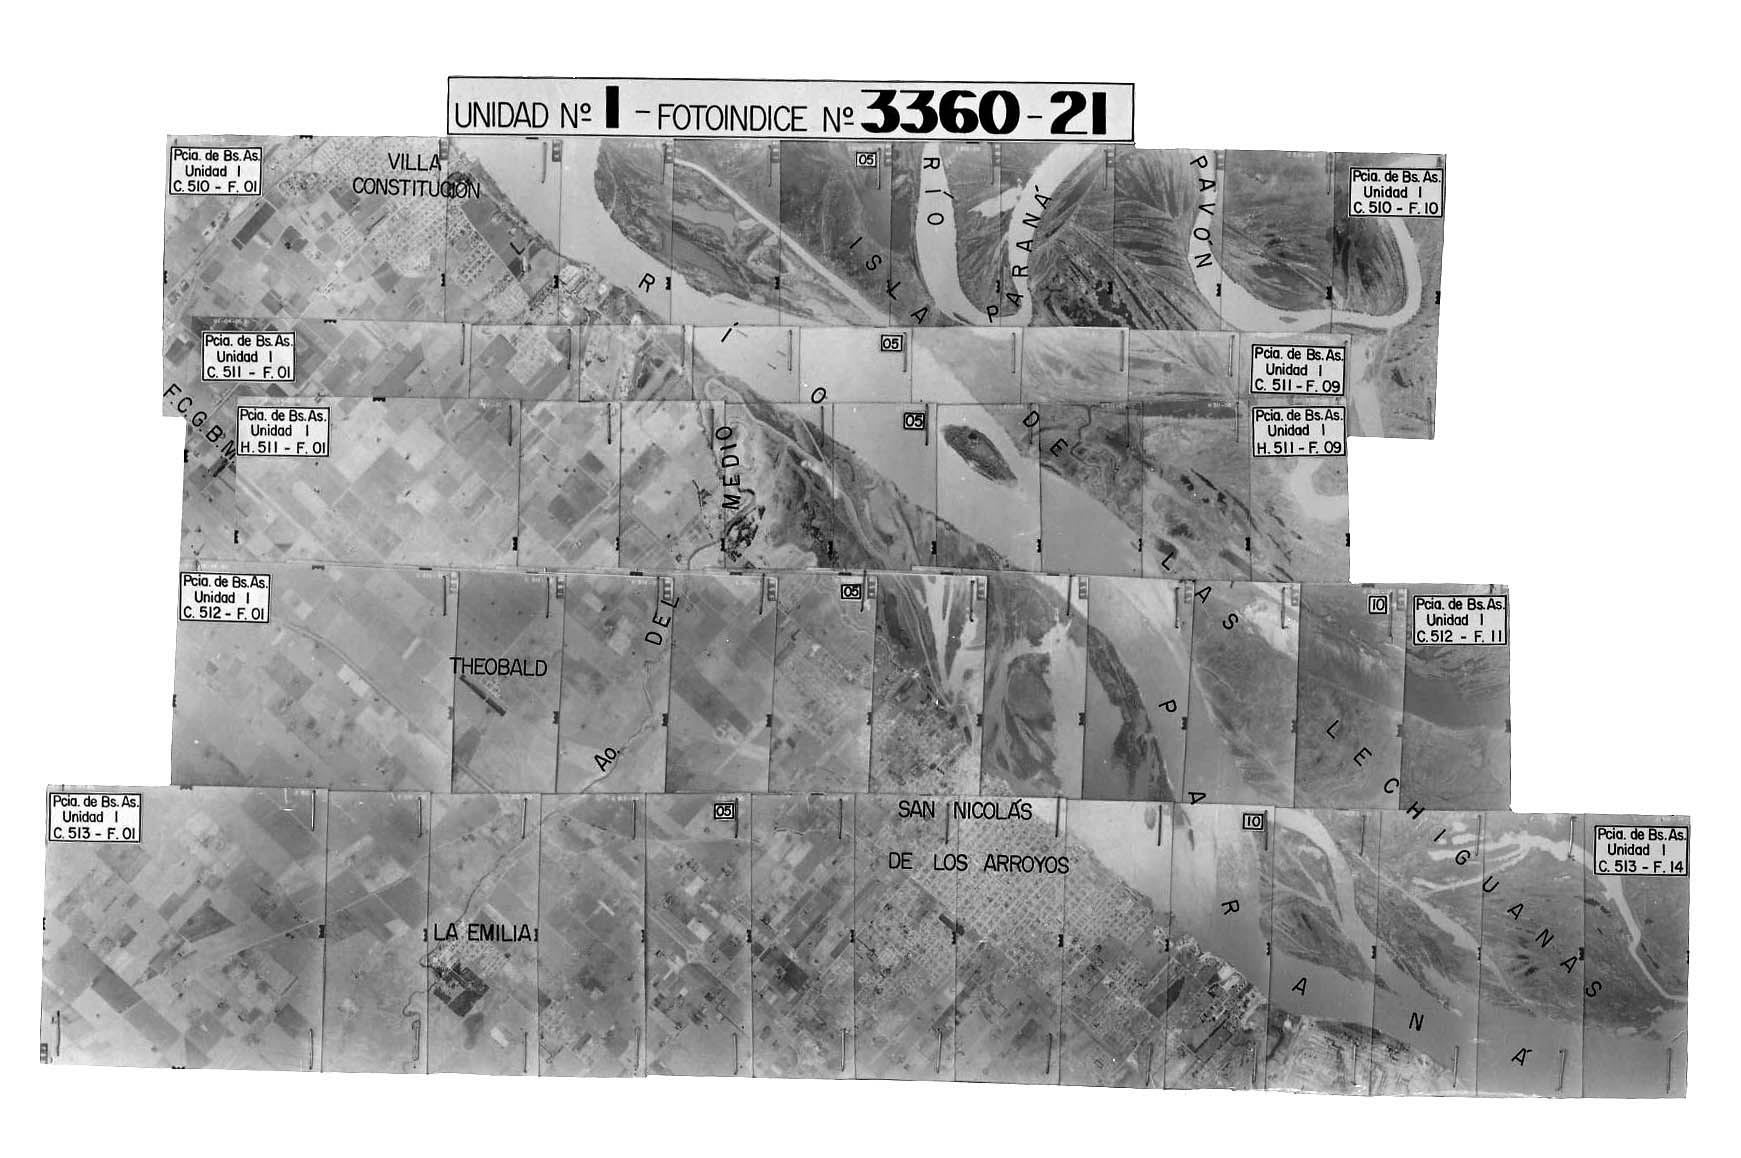 UNIDAD Nº 1 - FOTOINDICE Nº 3360-21
Pcia. de Bs. As.
Unidad 1
C. 510 - F. 01
VILLA
CONSTITUCIÓN
05
RÍO
PARANÁ
PAVÓN
Pcia. de Bs. As.
Unidad 1
C. 510 - F. 10
ISLA
RÍO
Pcia. de Bs. As.
Unidad 1
C. 511 - F. 01
05
Pcia. de Bs. As.
Unidad 1
C. 511 - F. 09
F.C.G.B.M.
Pcia. de Bs. As.
Unidad 1
H. 511 - F. 01
MEDIO
05
DE
Pcia. de Bs. As.
Unidad 1
H. 511 - F. 09
LAS
Pcia. de Bs. As.
Unidad 1
C. 512 - F. 01
THEOBALD
DEL
Ao.
05
10
Pcia. de Bs. As.
Unidad 1
C. 512 - F. 11
LECHIGUANAS
PARANÁ
Pcia. de Bs. As.
Unidad 1
C. 513 - F. 01
05
SAN NICOLÁS
DE LOS ARROYOS
10
Pcia. de Bs. As.
Unidad 1
C. 513 - F. 14
LA EMILIA